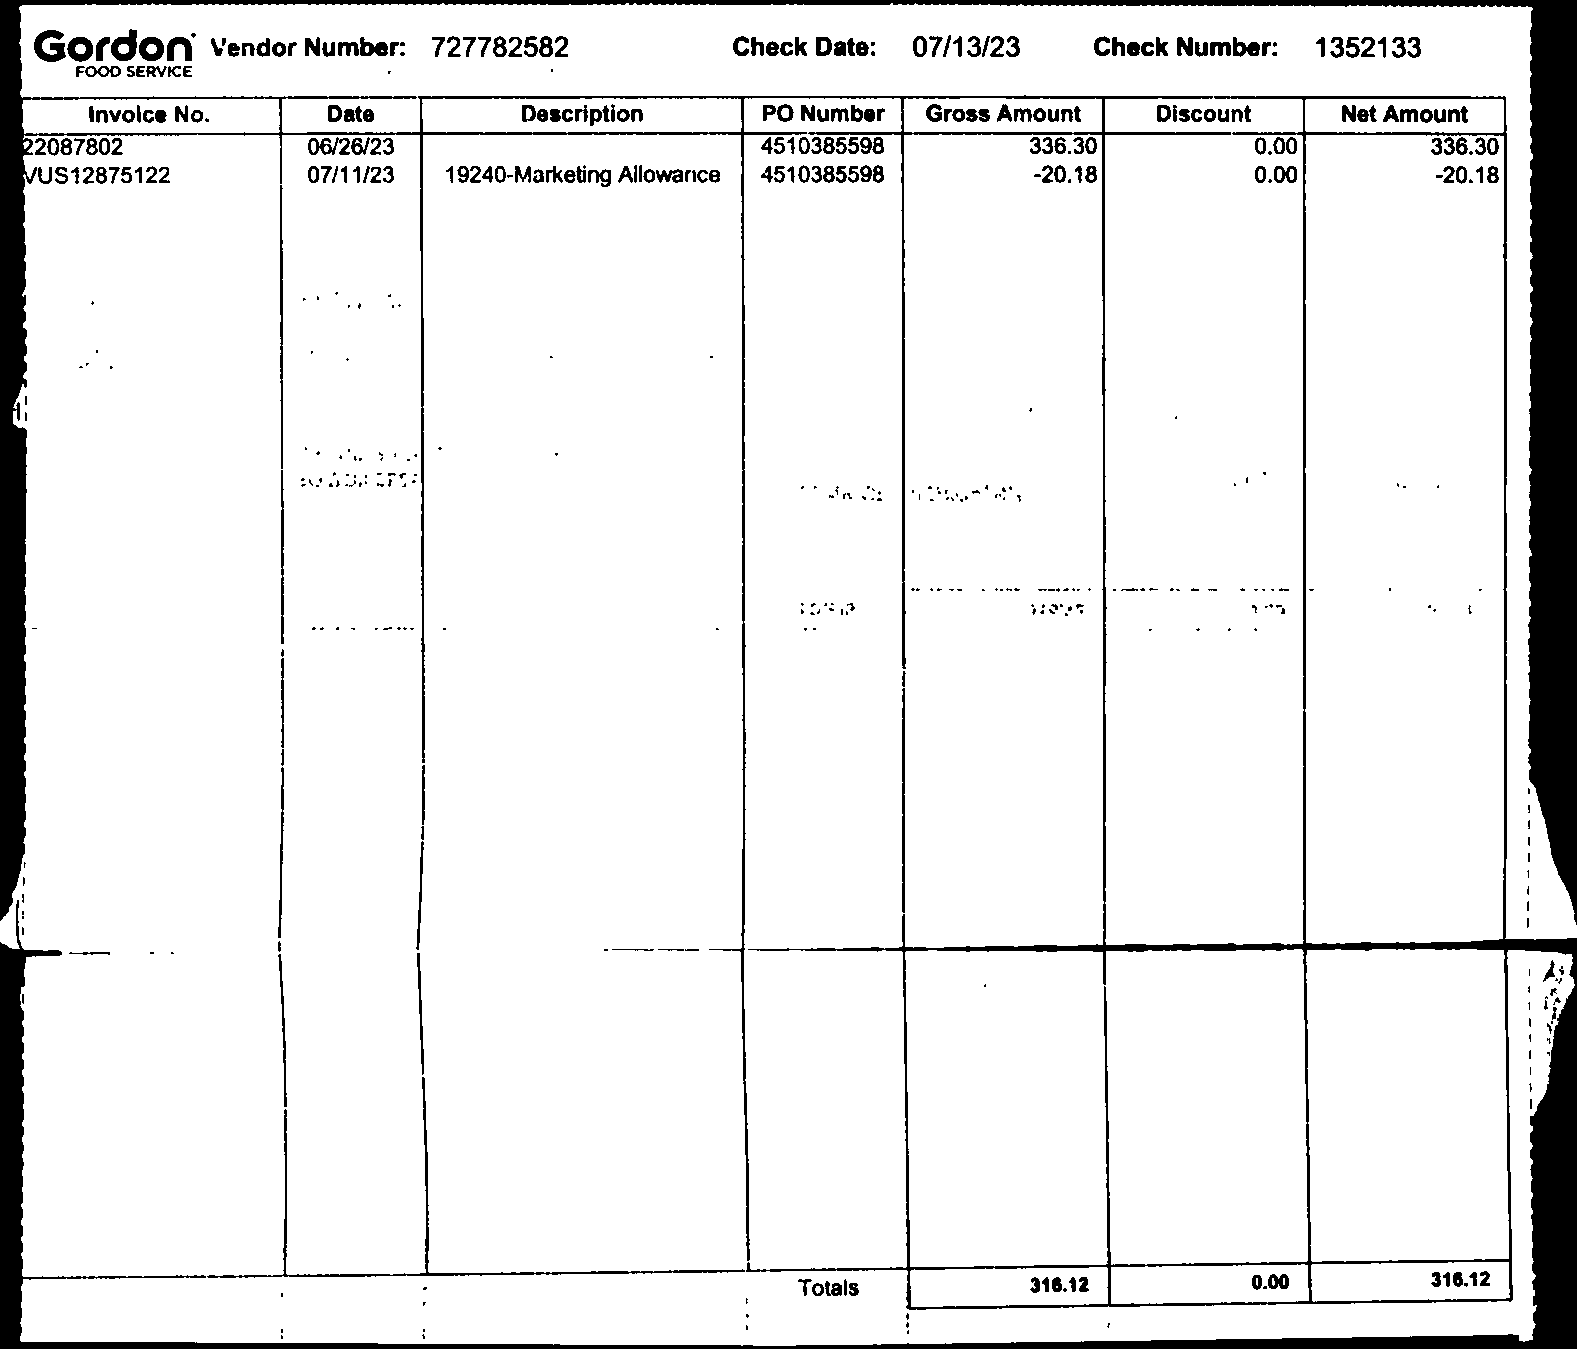 Gordon Vendor Number: 727782582 Check Date: 07/13/23 Check Number: 1352133
FOOD SERVICE
Invoice No. Date Description PO Number Gross Amount Discount Net Amount
22087802 06/26/23 4510385598 336.30 0.00 336.30
VUS12875122 07/11/23 19240-Marketing Allowance 4510385598 -20.18 0.00 -20.18
Totals 316.12 0.00 316.12